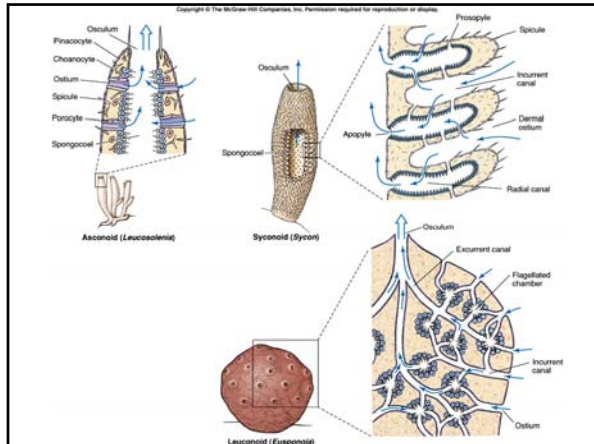 Copyright © The McGraw-Hill Companies, Inc. Permission required for reproduction or display.
Osculum
Pinacocyte
Choanocyte
Ostium
Spicule
Porocyte
Spongocoel
Asconoid (Leucosolenia)
Osculum
Spongocoel
Syconoid (Sycon)
Prosopyle
Spicule
Incurrent
canal
Apopyle
Dermal
ostium
Radial canal
Osculum
Excurrent canal
Flagellated
chamber
Incurrent
canal
Ostium
Leuconoid (Euspongia)